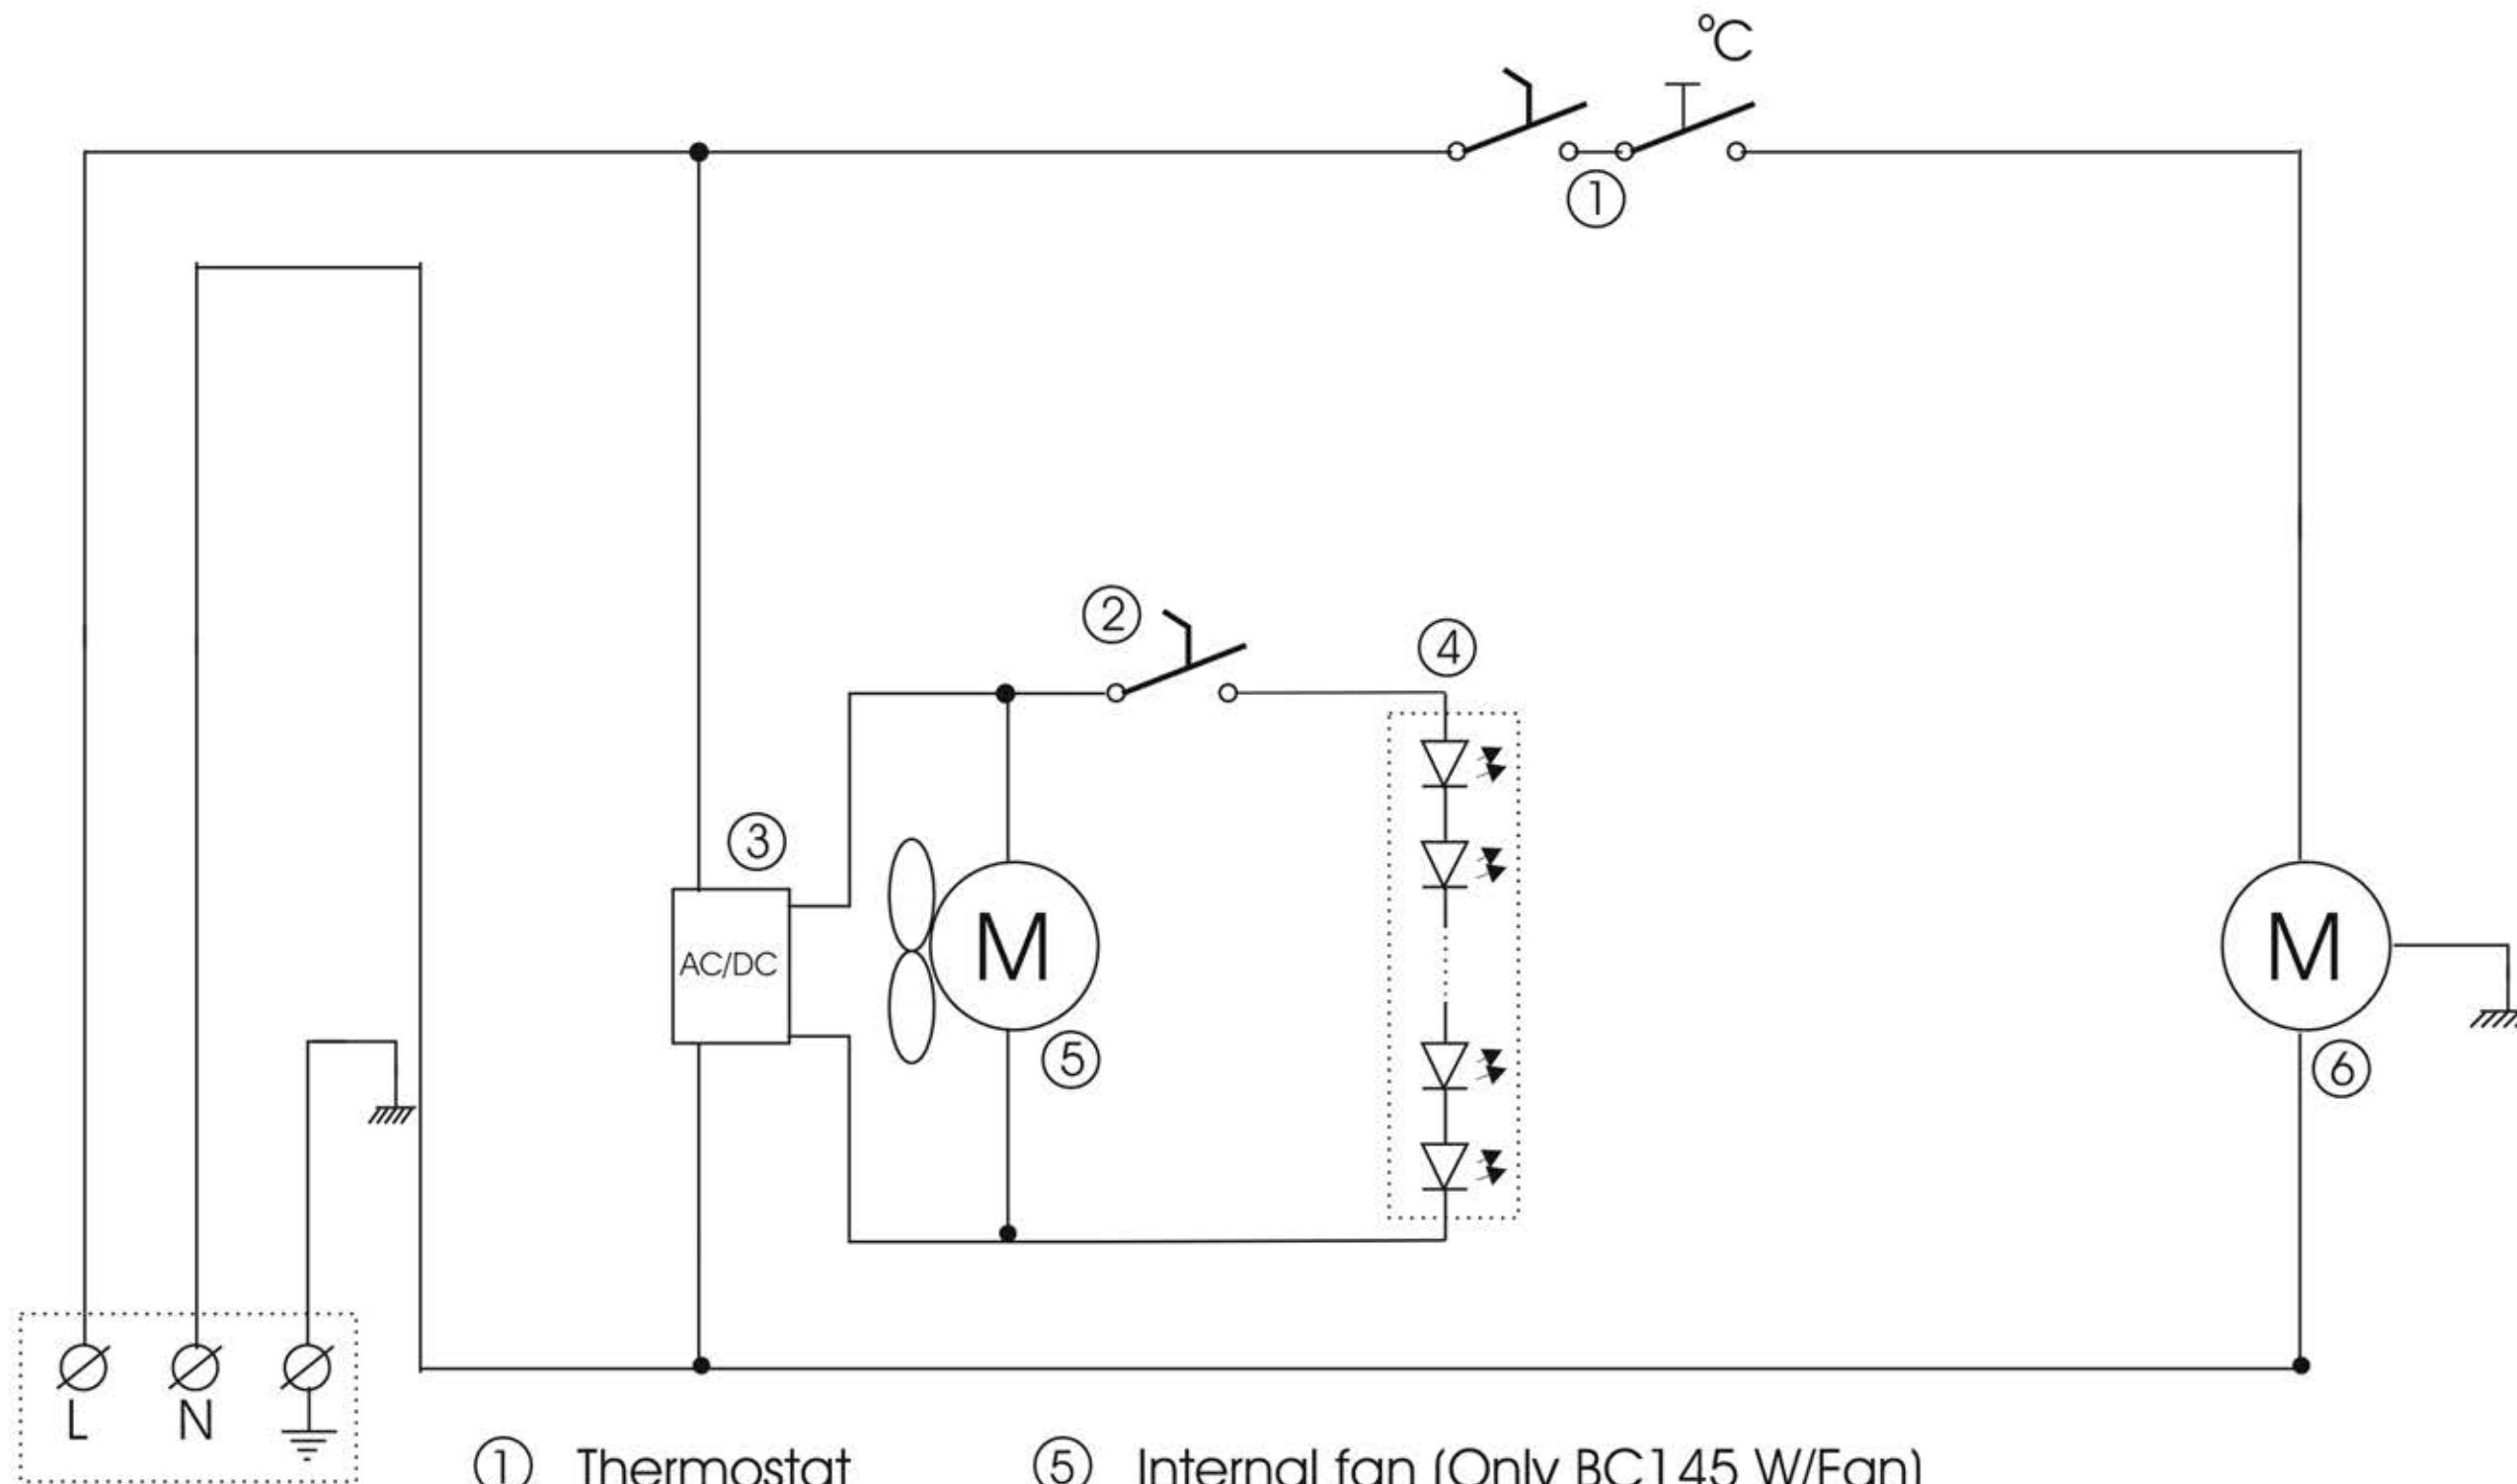 °C
①
②
④
③
AC/DC
M
M
⑤
⑥
L N
① Thermostat ⑤ Internal fan (Only BC145 W/Fan)